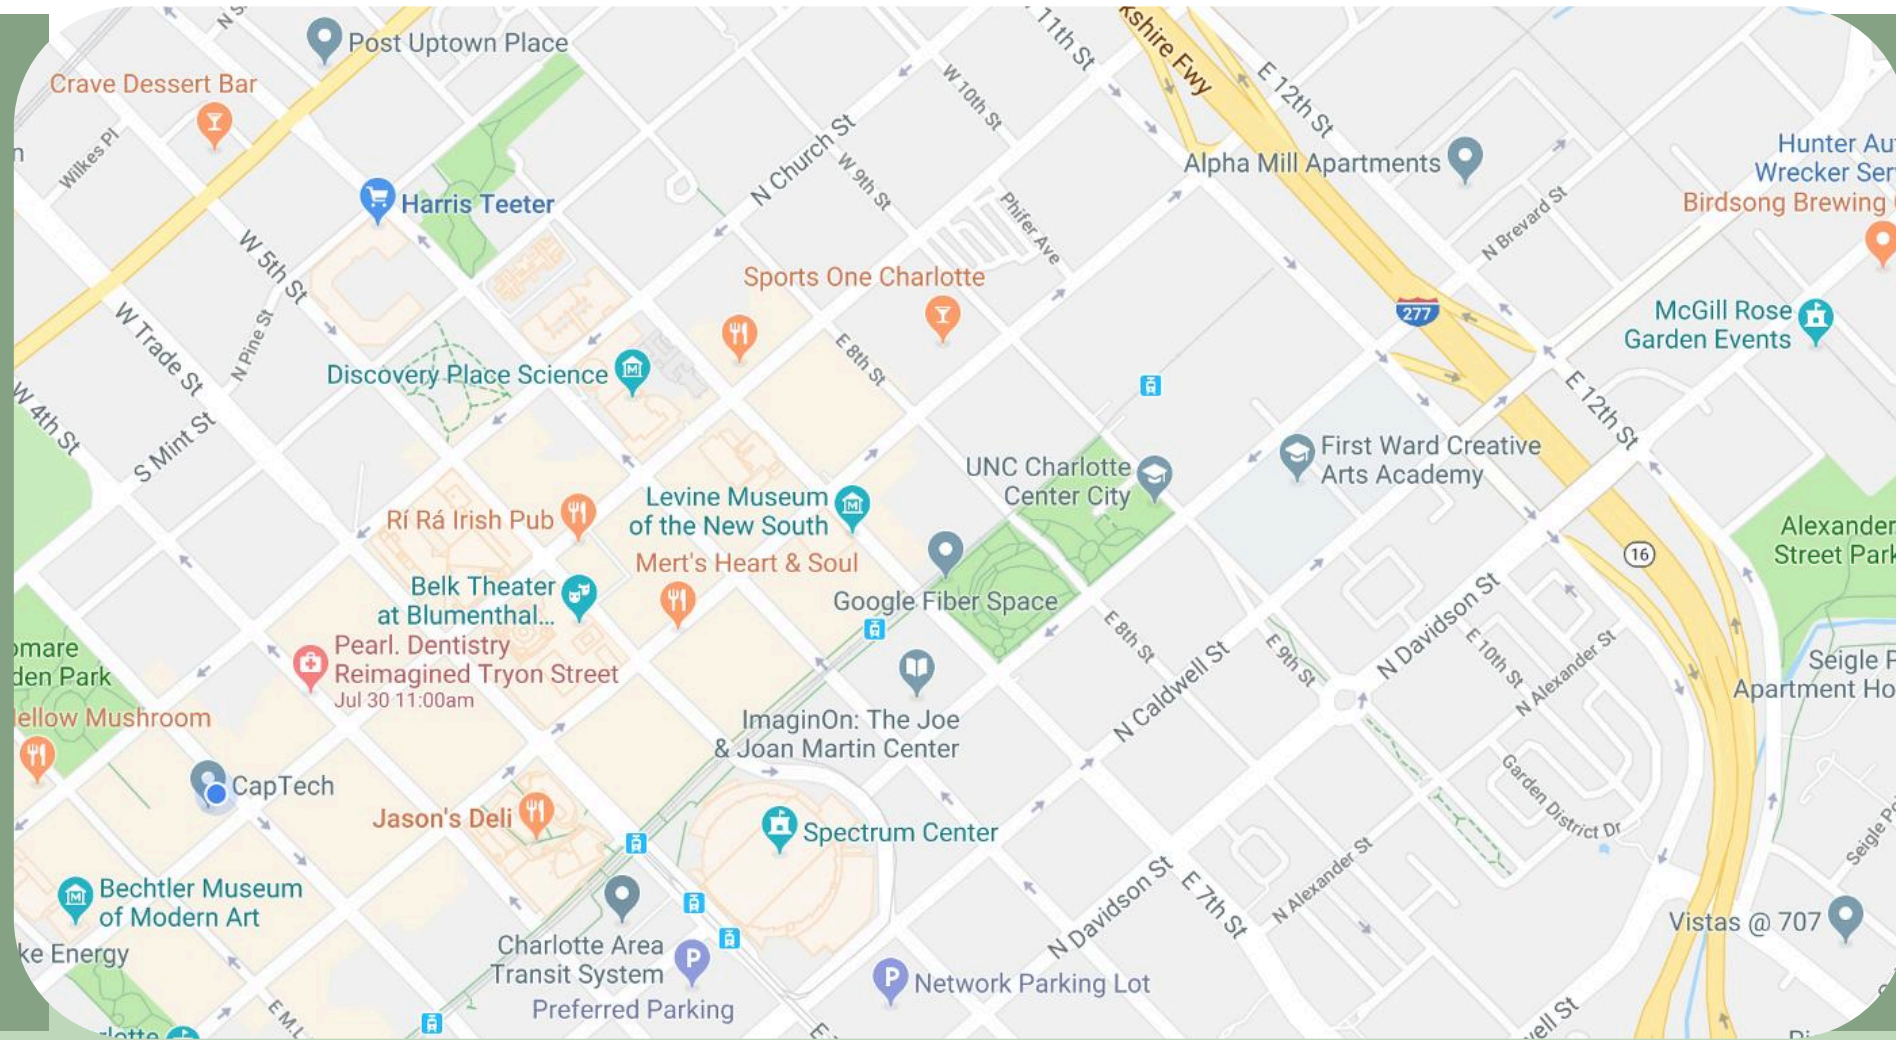 N S
Post Uptown Place
Crave Dessert Bar
Wilkes Pl
n
Harris Teeter
W 5th St
W Trade St
N Pine St
W 4th St
S Mint St
11th St
kshire Fwy
E 12th St
W 10th St
N Church St
W 9th St
Phifer Ave
Alpha Mill Apartments
N Brevard St
Hunter Au
Wrecker Ser
Birdsong Brewing
Sports One Charlotte
E 8th St
Discovery Place Science
277
McGill Rose
Garden Events
E 12th St
First Ward Creative
Arts Academy
UNC Charlotte
Center City
Levine Museum
of the New South
Rí Rá Irish Pub
Mert's Heart & Soul
Belk Theater
at Blumenthal...
Google Fiber Space
16
Alexander
Street Park
Pearl. Dentistry
Reimagined Tryon Street
Jul 30 11:00am
omare
den Park
ellow Mushroom
CapTech
E 8th St
N Caldwell St
E 9th St
N Davidson St
E 10th St
N Alexander St
Seigle P
Apartment Ho
ImaginOn: The Joe
& Joan Martin Center
Jason's Deli
Spectrum Center
Garden District Dr
Seigle Po
N Alexander St
N Davidson St
E 7th St
Bechtler Museum
of Modern Art
ke Energy
Charlotte Area
Transit System
P
Preferred Parking
P
Network Parking Lot
Vistas @ 707
E M.L
rlotte
E
well St